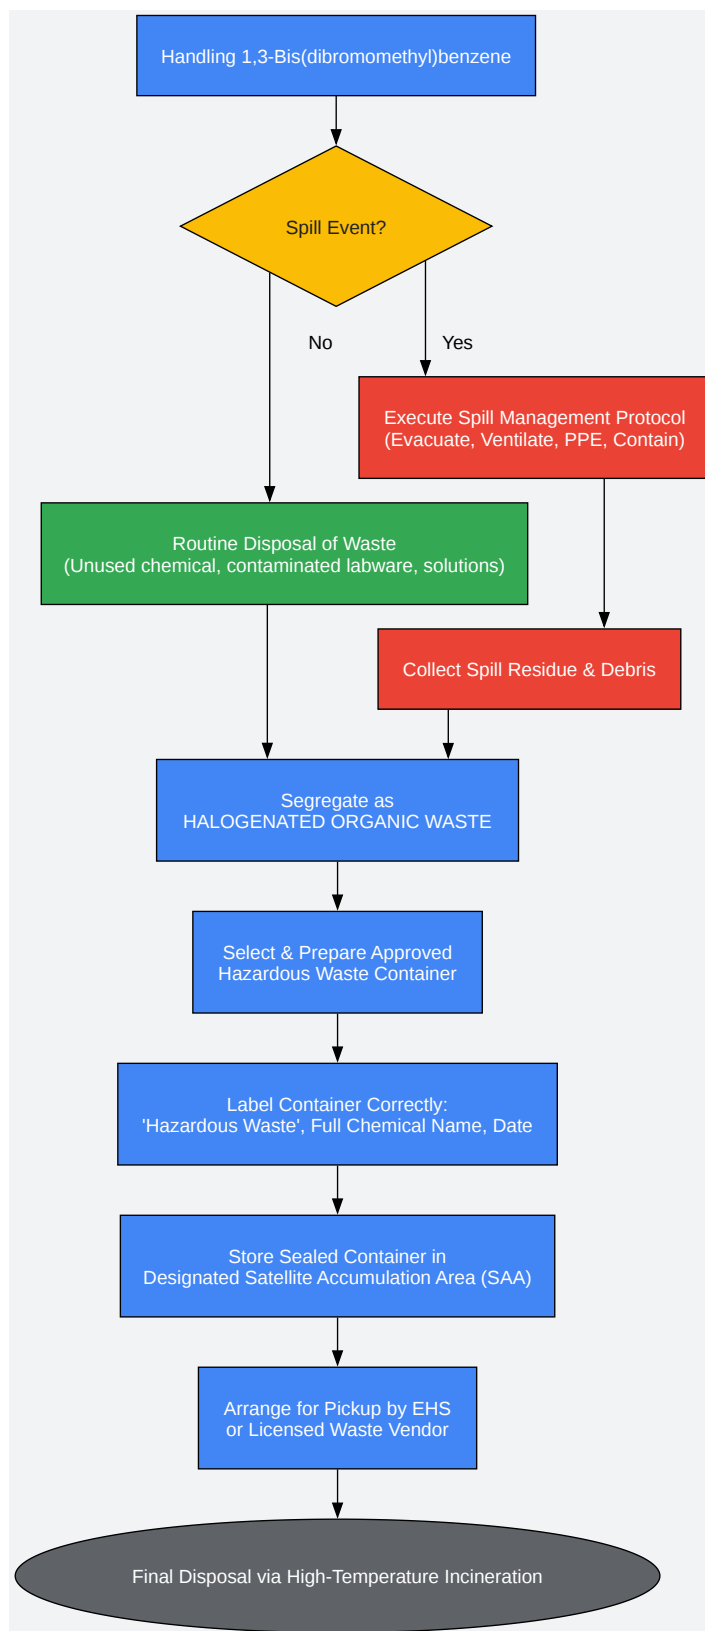 Handling 1,3-Bis(dibromomethyl)benzene
Spill Event?
No
Yes
Execute Spill Management Protocol
(Evacuate, Ventilate, PPE, Contain)
Routine Disposal of Waste
(Unused chemical, contaminated labware, solutions)
Collect Spill Residue & Debris
Segregate as
HALOGENATED ORGANIC WASTE
Select & Prepare Approved
Hazardous Waste Container
Label Container Correctly:
'Hazardous Waste', Full Chemical Name, Date
Store Sealed Container in
Designated Satellite Accumulation Area (SAA)
Arrange for Pickup by EHS
or Licensed Waste Vendor
Final Disposal via High-Temperature Incineration